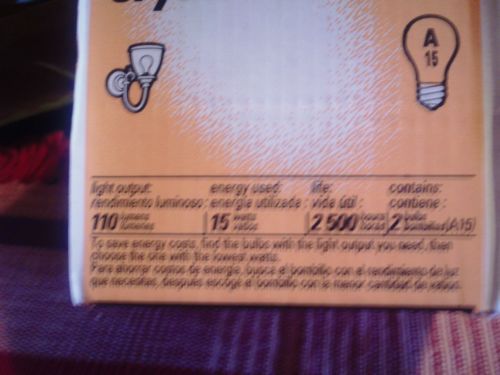 A
15
light output: energy used: life: contains:
rendimiento luminoso: energía utilizada: vida útil: contiene:
110 lumens 15 watts 2 500 hours 2 bulbs
lúmenes vatios horas bombillas (A15)
To save energy costs, find the bulbs with the light output you need, then
choose the one with the lowest watts.
Para ahorrar costos de energía, busca el bombillo con el rendimiento de luz
que necesitas, después escoge el bombillo con la menor cantidad de vatios.